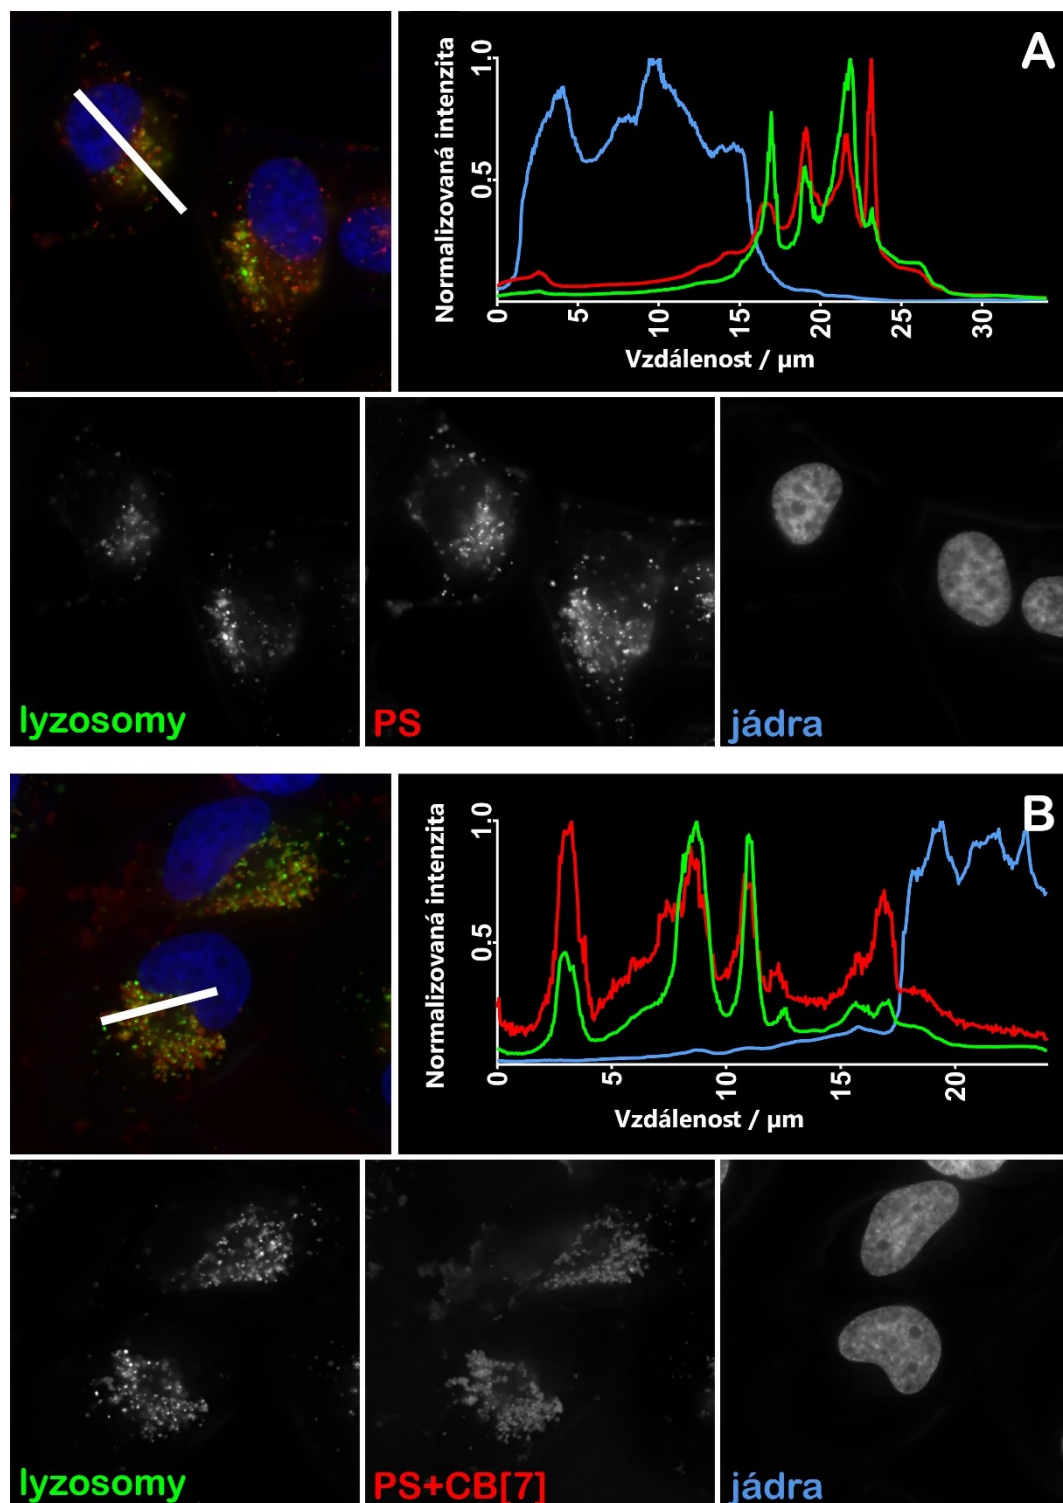 A
Normalizovaná intenzita
1.0
0.5
0 5 10 15 20 25 30
Vzdálenost / µm
lyzosomy PS jádra
B
Normalizovaná intenzita
1.0
0.5
0 5 10 15 20
Vzdálenost / µm
lyzosomy PS+CB[7] jádra